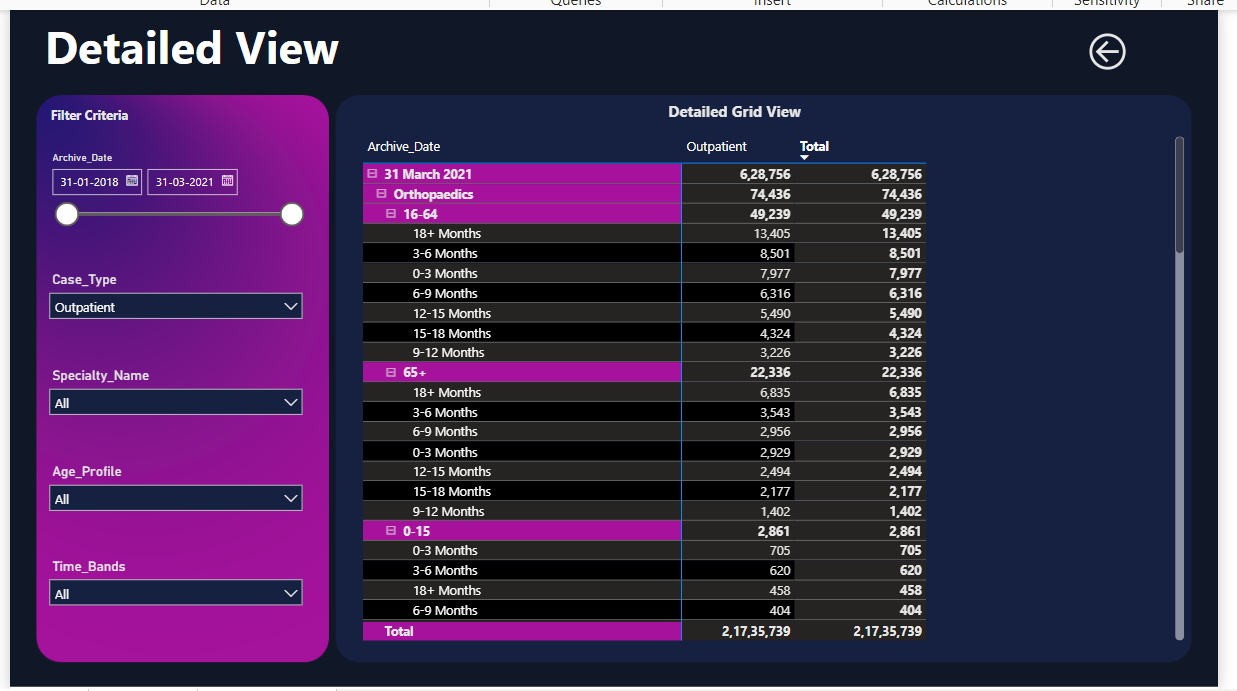 Data Queries Insert Calculations Sensitivity Share
Detailed View
Filter Criteria
Archive_Date
31-01-2018 31-03-2021
Case_Type
Outpatient
Specialty_Name
All
Age_Profile
All
Time_Bands
All
Detailed Grid View
Archive_Date Outpatient Total
31 March 2021 6,28,756 6,28,756
Orthopaedics 74,436 74,436
16-64 49,239 49,239
18+ Months 13,405 13,405
3-6 Months 8,501 8,501
0-3 Months 7,977 7,977
6-9 Months 6,316 6,316
12-15 Months 5,490 5,490
15-18 Months 4,324 4,324
9-12 Months 3,226 3,226
65+ 22,336 22,336
18+ Months 6,835 6,835
3-6 Months 3,543 3,543
6-9 Months 2,956 2,956
0-3 Months 2,929 2,929
12-15 Months 2,494 2,494
15-18 Months 2,177 2,177
9-12 Months 1,402 1,402
0-15 2,861 2,861
0-3 Months 705 705
3-6 Months 620 620
18+ Months 458 458
6-9 Months 404 404
Total 2,17,35,739 2,17,35,739